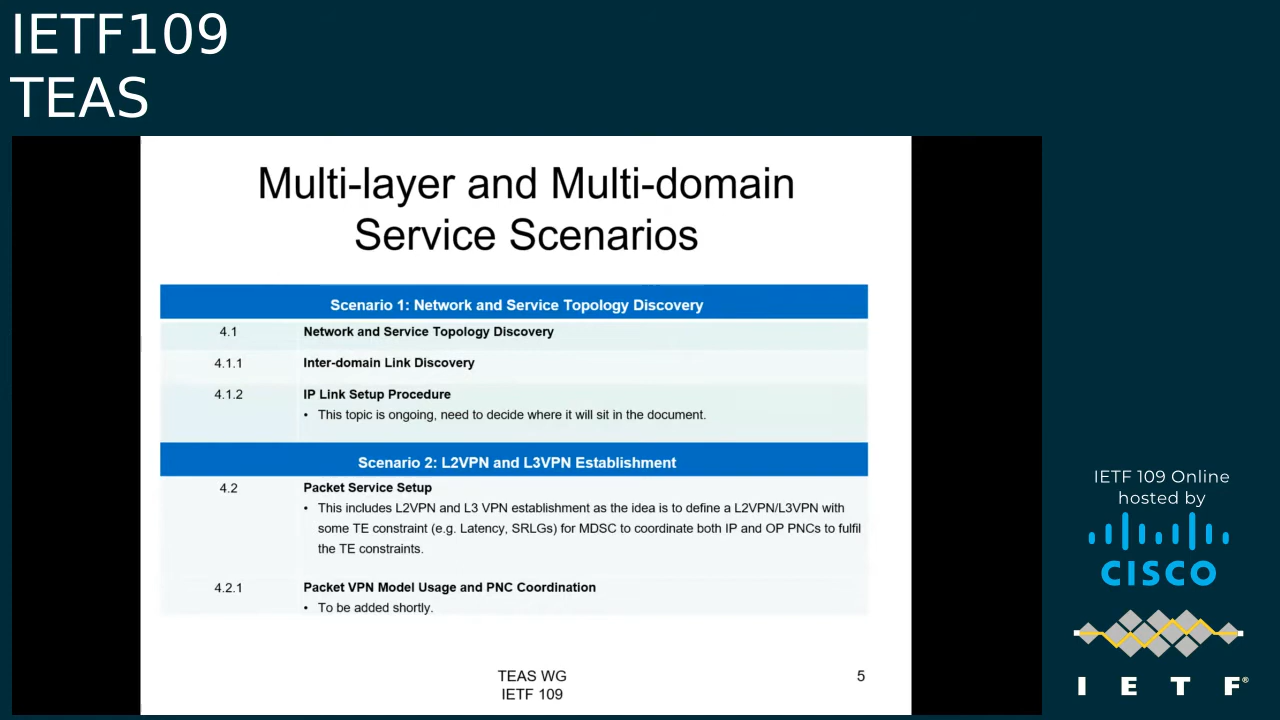 IETF109
TEAS
Multi-layer and Multi-domain
Service Scenarios
Scenario 1: Network and Service Topology Discovery
4.1 Network and Service Topology Discovery
4.1.1 Inter-domain Link Discovery
4.1.2 IP Link Setup Procedure
• This topic is ongoing, need to decide where it will sit in the document.
Scenario 2: L2VPN and L3VPN Establishment
4.2 Packet Service Setup
• This includes L2VPN and L3 VPN establishment as the idea is to define a L2VPN/L3VPN with
some TE constraint (e.g. Latency, SRLGs) for MDSC to coordinate both IP and OP PNCs to fulfil
the TE constraints.
4.2.1 Packet VPN Model Usage and PNC Coordination
• To be added shortly.
TEAS WG
IETF 109
5
IETF 109 Online
hosted by
CISCO
I E T F®